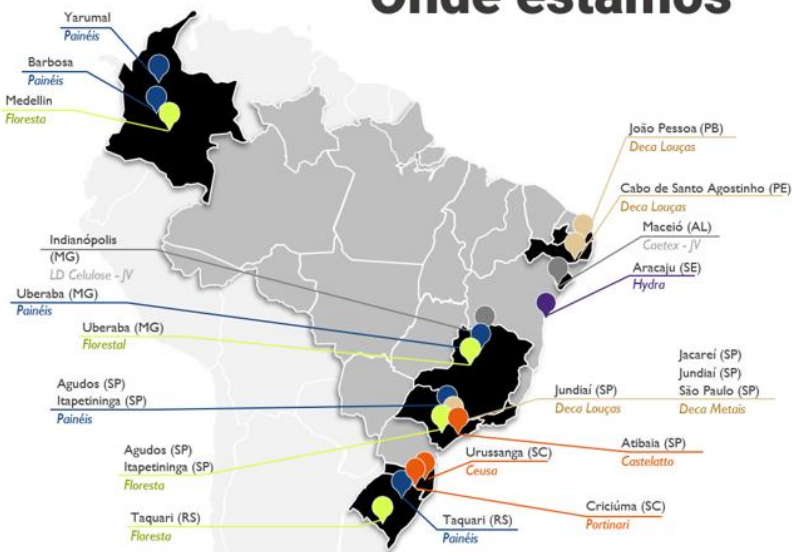 Onde estamos
Yarumal
Painéis
Barbosa
Painéis
Medellin
Floresta
João Pessoa (PB)
Deca Louças
Cabo de Santo Agostinho (PE)
Deca Louças
Maceió (AL)
Caetex - JV
Aracaju (SE)
Hydra
Indianópolis
(MG)
LD Celulose - JV
Uberaba (MG)
Painéis
Uberaba (MG)
Florestal
Agudos (SP)
Itapetininga (SP)
Painéis
Jundiaí (SP)
Deca Louças
Jacareí (SP)
Jundiaí (SP)
São Paulo (SP)
Deca Metais
Atibaia (SP)
Castelatto
Agudos (SP)
Itapetininga (SP)
Floresta
Urussanga (SC)
Ceusa
Criciúma (SC)
Portinari
Taquari (RS)
Floresta
Taquari (RS)
Painéis